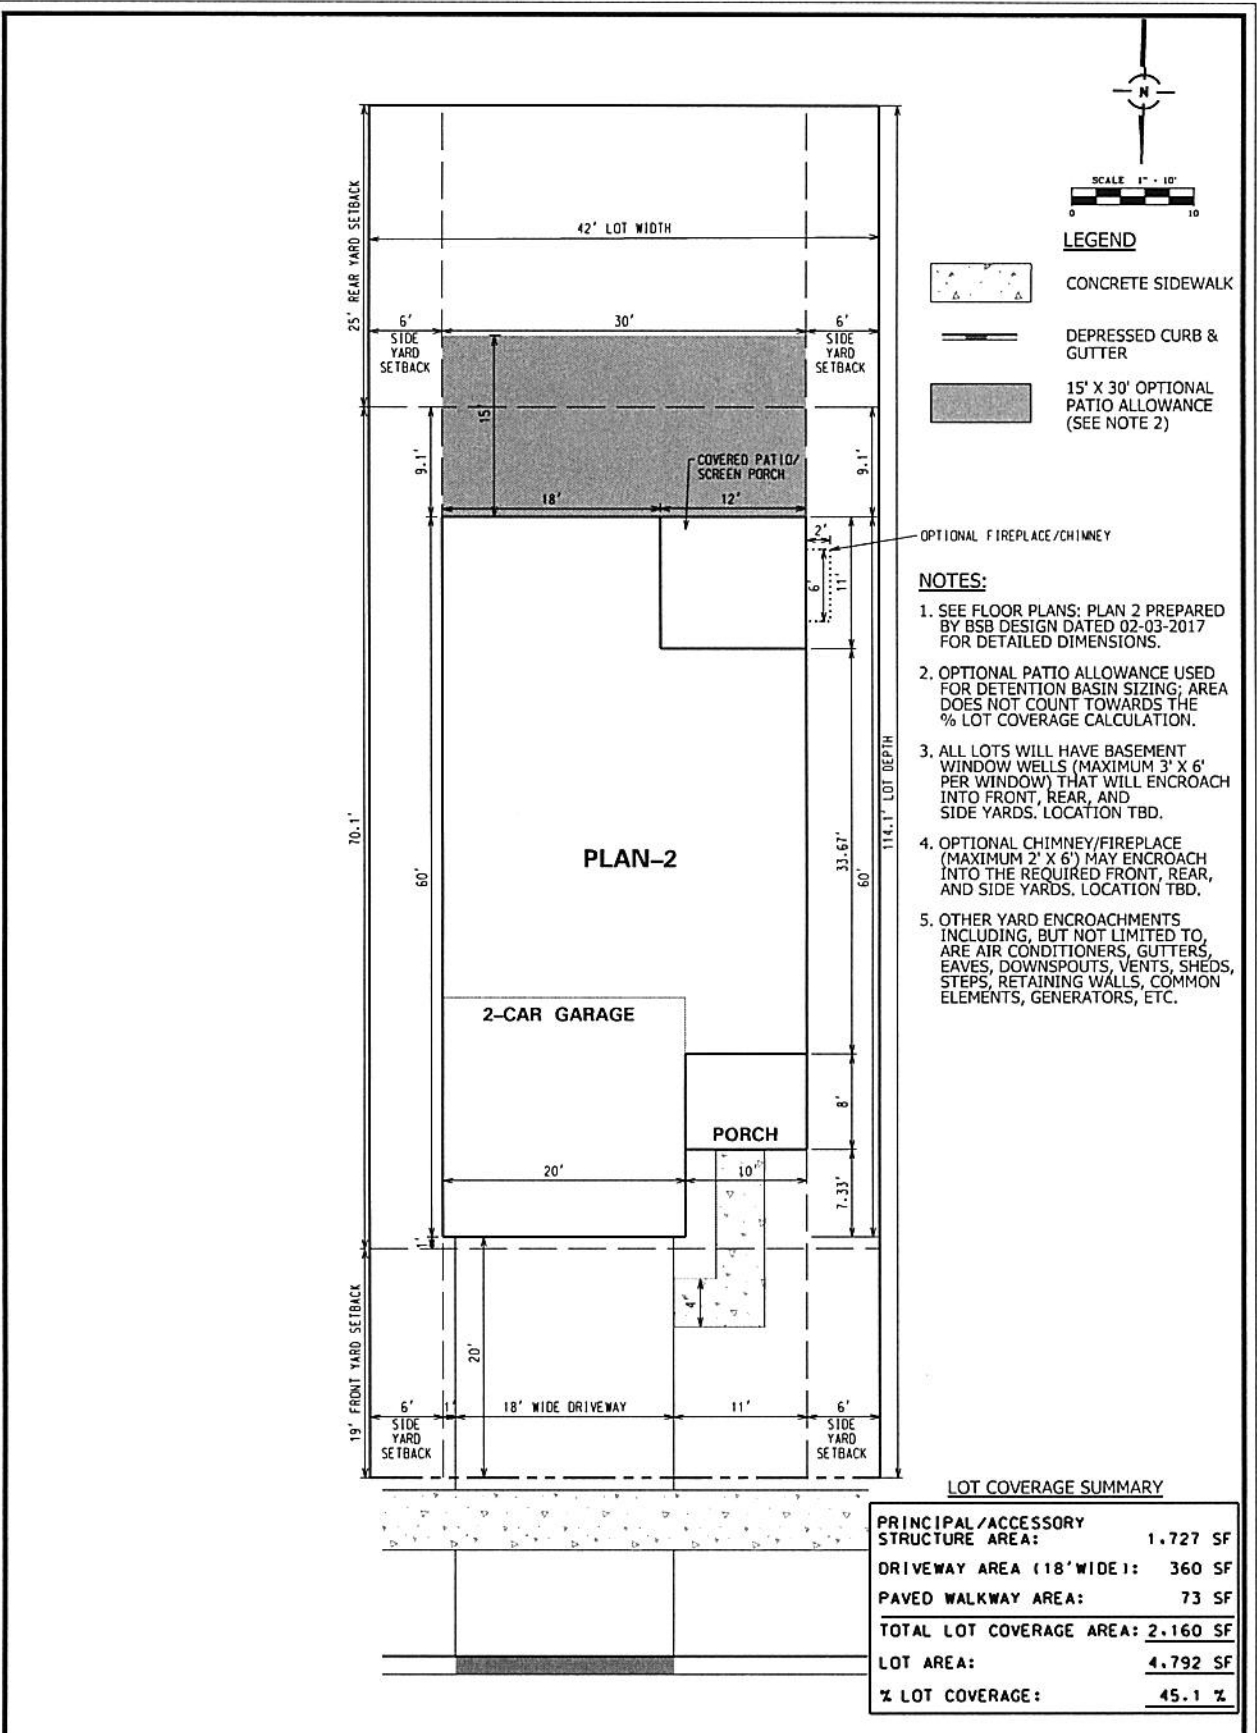 N
SCALE 1" - 10'
0 10
LEGEND
CONCRETE SIDEWALK
DEPRESSED CURB &
GUTTER
15' X 30' OPTIONAL
PATIO ALLOWANCE
(SEE NOTE 2)
25' REAR YARD SETBACK
42' LOT WIDTH
6' 30' 6'
SIDE
YARD
SETBACK
SIDE
YARD
SETBACK
15'
9.1'
9.1'
COVERED PATIO/
SCREEN PORCH
18' 12'
2'
OPTIONAL FIREPLACE/CHIMNEY
6'
11'
NOTES:
1. SEE FLOOR PLANS: PLAN 2 PREPARED
BY BSB DESIGN DATED 02-03-2017
FOR DETAILED DIMENSIONS.
2. OPTIONAL PATIO ALLOWANCE USED
FOR DETENTION BASIN SIZING; AREA
DOES NOT COUNT TOWARDS THE
% LOT COVERAGE CALCULATION.
3. ALL LOTS WILL HAVE BASEMENT
WINDOW WELLS (MAXIMUM 3' X 6'
PER WINDOW) THAT WILL ENCROACH
INTO FRONT, REAR, AND
SIDE YARDS. LOCATION TBD.
4. OPTIONAL CHIMNEY/FIREPLACE
(MAXIMUM 2' X 6') MAY ENCROACH
INTO THE REQUIRED FRONT, REAR,
AND SIDE YARDS. LOCATION TBD.
5. OTHER YARD ENCROACHMENTS
INCLUDING, BUT NOT LIMITED TO,
ARE AIR CONDITIONERS, GUTTERS,
EAVES, DOWNSPOUTS, VENTS, SHEDS,
STEPS, RETAINING WALLS, COMMON
ELEMENTS, GENERATORS, ETC.
114.1' LOT DEPTH
70.1'
60'
PLAN-2
33.67'
60'
2-CAR GARAGE
8'
PORCH
20' 10'
7.33'
1'
4'
19' FRONT YARD SETBACK
20'
6' 1' 18' WIDE DRIVEWAY 11' 6'
SIDE
YARD
SETBACK
SIDE
YARD
SETBACK
LOT COVERAGE SUMMARY
PRINCIPAL/ACCESSORY
STRUCTURE AREA: 1,727 SF
DRIVEWAY AREA (18'WIDE): 360 SF
PAVED WALKWAY AREA: 73 SF
TOTAL LOT COVERAGE AREA: 2,160 SF
LOT AREA: 4,792 SF
% LOT COVERAGE: 45.1 %